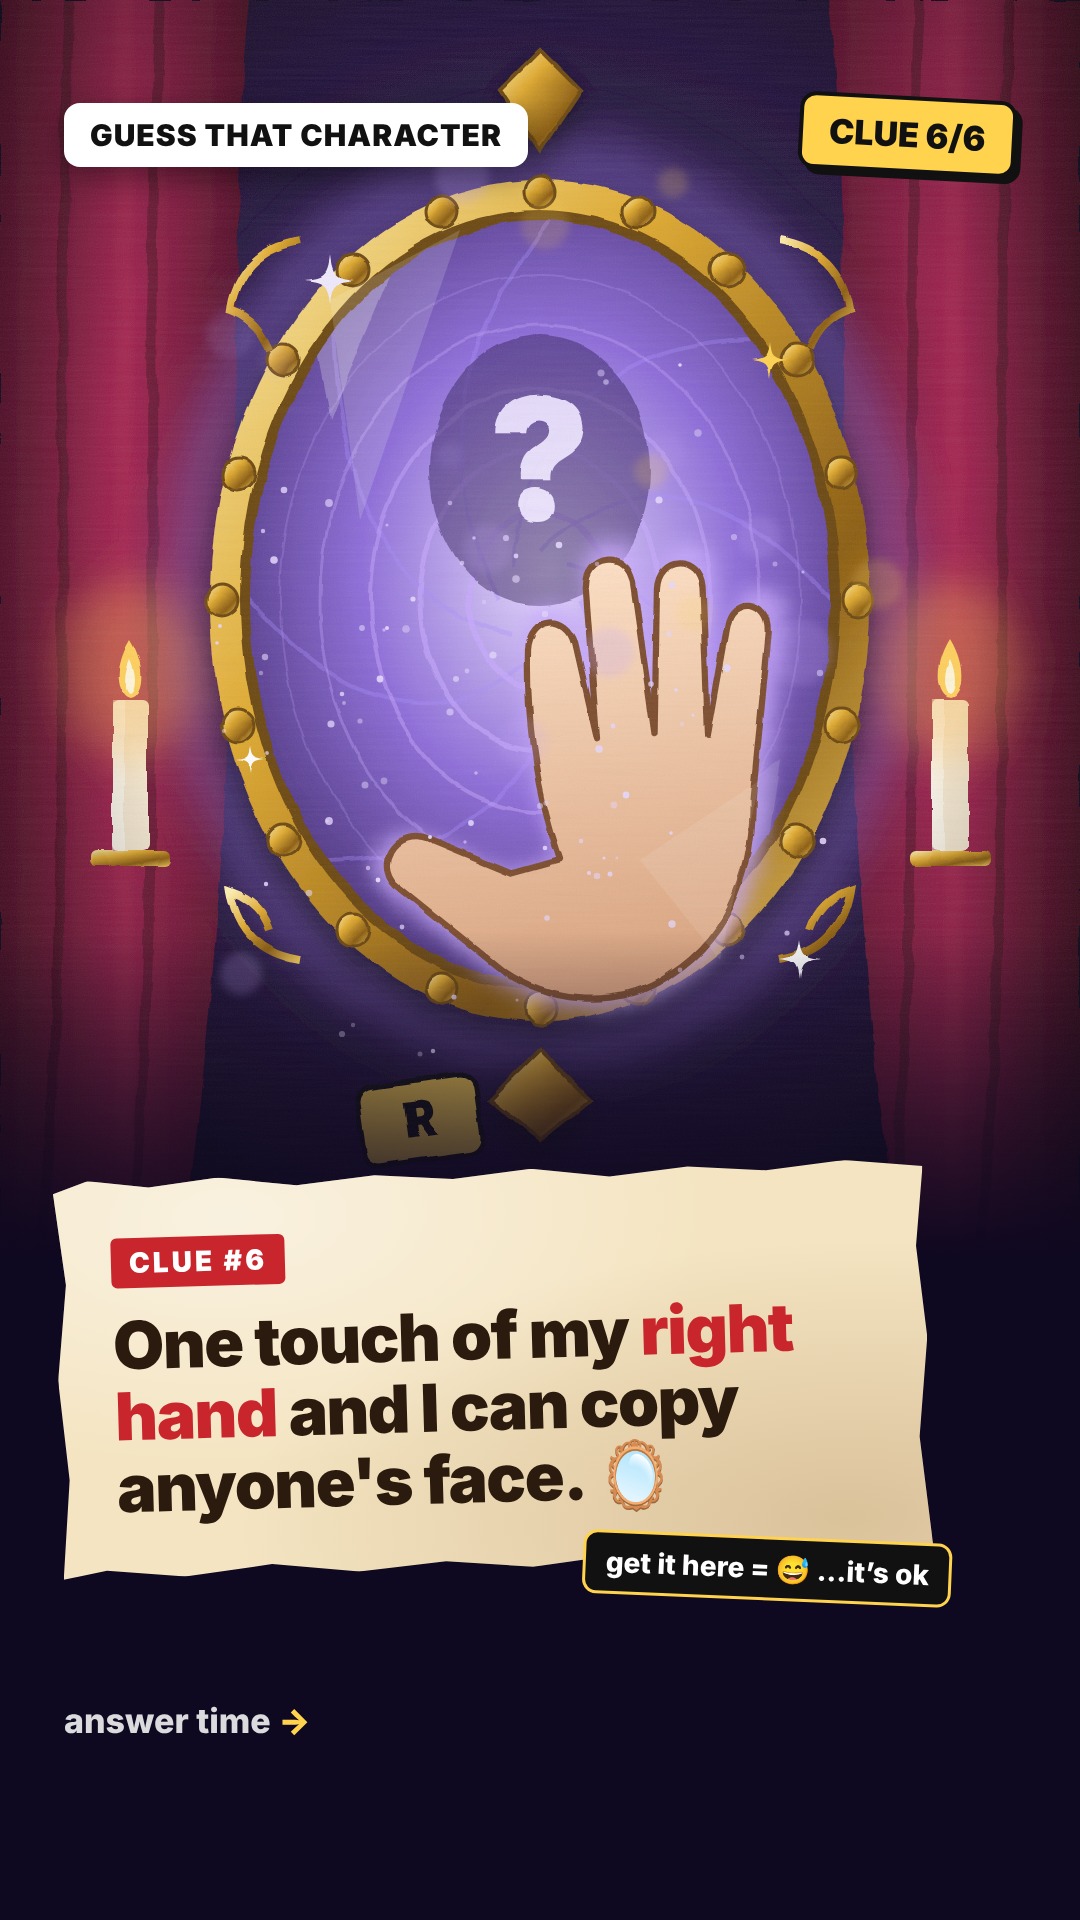 GUESS THAT CHARACTER
CLUE 6/6
?
R
CLUE #6
One touch of my right
hand and I can copy
anyone's face. 🪞
get it here = 😅 ...it's ok
answer time →